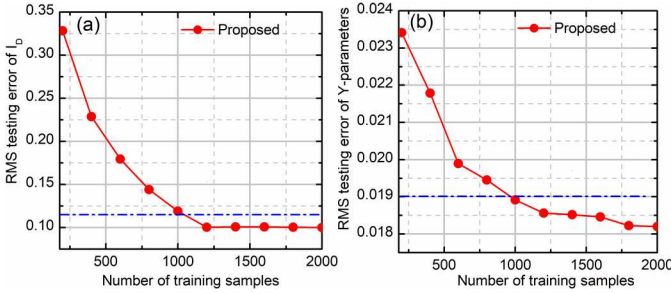 (a)
Proposed
RMS testing error of I_D
0.35
0.30
0.25
0.20
0.15
0.10
500
1000
1500
2000
Number of training samples
(b)
Proposed
RMS testing error of Y-parameters
0.024
0.023
0.022
0.021
0.020
0.019
0.018
500
1000
1500
2000
Number of training samples